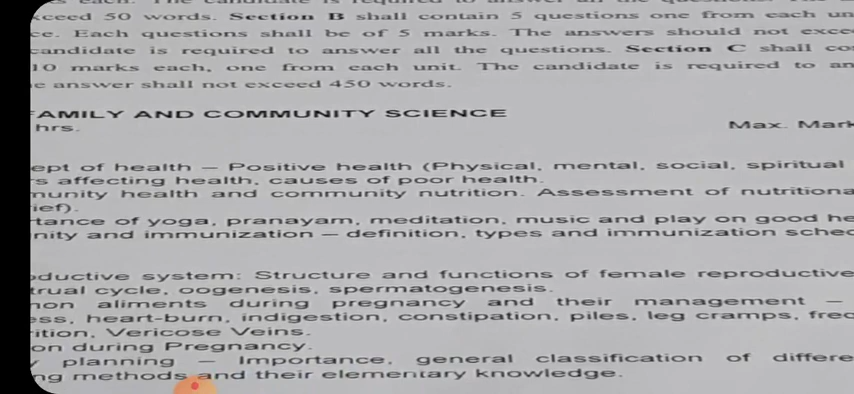 each. The candidate is required to answer all the questions. The
xceed 50 words. Section B shall contain 5 questions one from each un
ce. Each questions shall be of 5 marks. The answers should not exce
candidate is required to answer all the questions. Section C shall co
10 marks each, one from each unit. The candidate is required to an
e answer shall not exceed 450 words.
FAMILY AND COMMUNITY SCIENCE
hrs.
Max. Mark
ept of health – Positive health (Physical, mental, social, spiritual
s affecting health, causes of poor health.
munity health and community nutrition. Assessment of nutritiona
ief).
tance of yoga, pranayam, meditation, music and play on good he
nity and immunization – definition, types and immunization sched
oductive system: Structure and functions of female reproductive
trual cycle, oogenesis, spermatogenesis.
non aliments during pregnancy and their management –
ess, heart-burn, indigestion, constipation, piles, leg cramps, freq
rition, Vericose Veins.
on during Pregnancy.
y planning – Importance, general classification of differe
ng methods and their elementary knowledge.